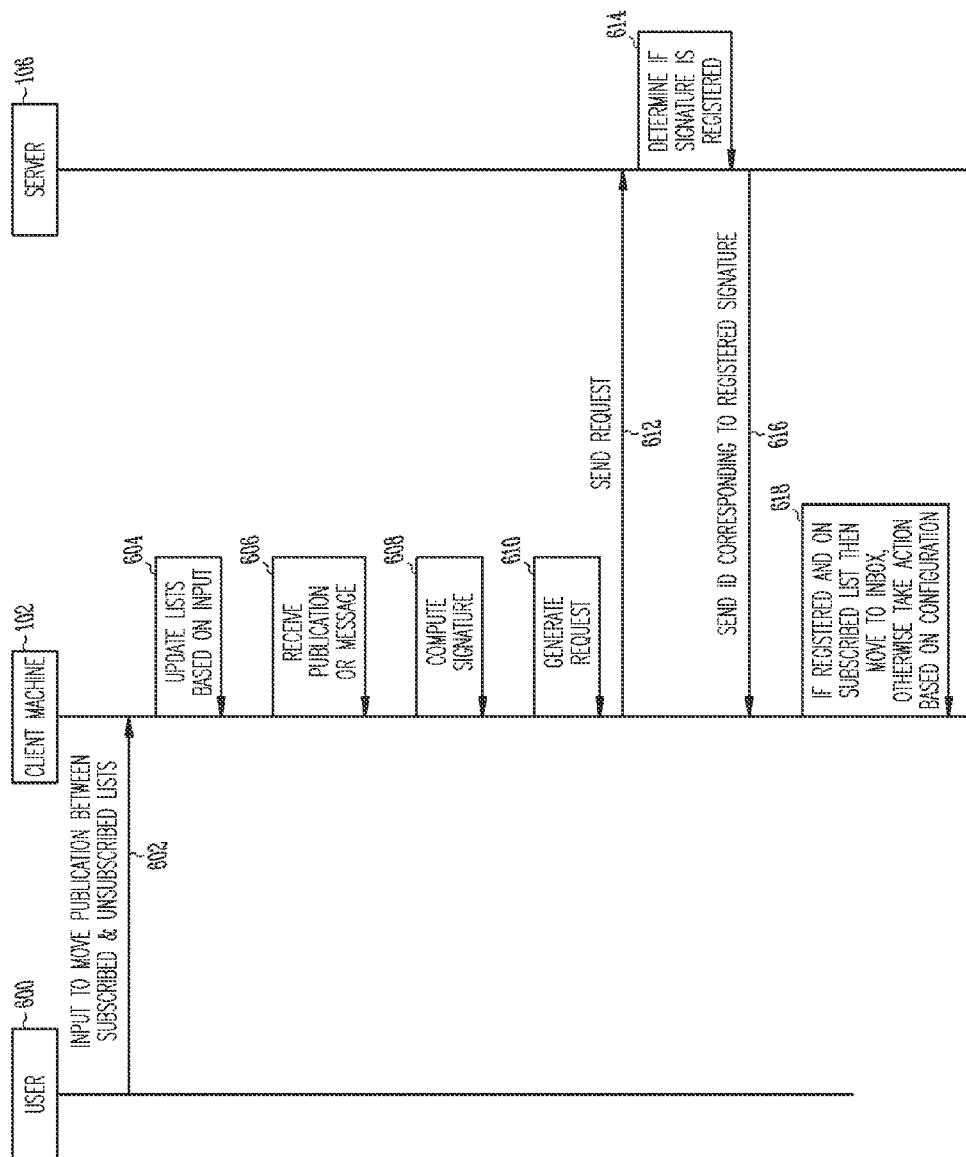 USER
600
CLIENT MACHINE
102
SERVER
106
INPUT TO MOVE PUBLICATION BETWEEN
SUBSCRIBED & UNSUBSCRIBED LISTS
602
604
UPDATE LISTS
BASED ON INPUT
606
RECEIVE
PUBLICATION
OR MESSAGE
608
COMPUTE
SIGNATURE
610
GENERATE
REQUEST
SEND REQUEST
612
614
DETERMINE IF
SIGNATURE IS
REGISTERED
SEND ID CORRESPONDING TO REGISTERED SIGNATURE
616
618
IF REGISTERED AND ON
SUBSCRIBED LIST THEN
MOVE TO INBOX,
OTHERWISE TAKE ACTION
BASED ON CONFIGURATION